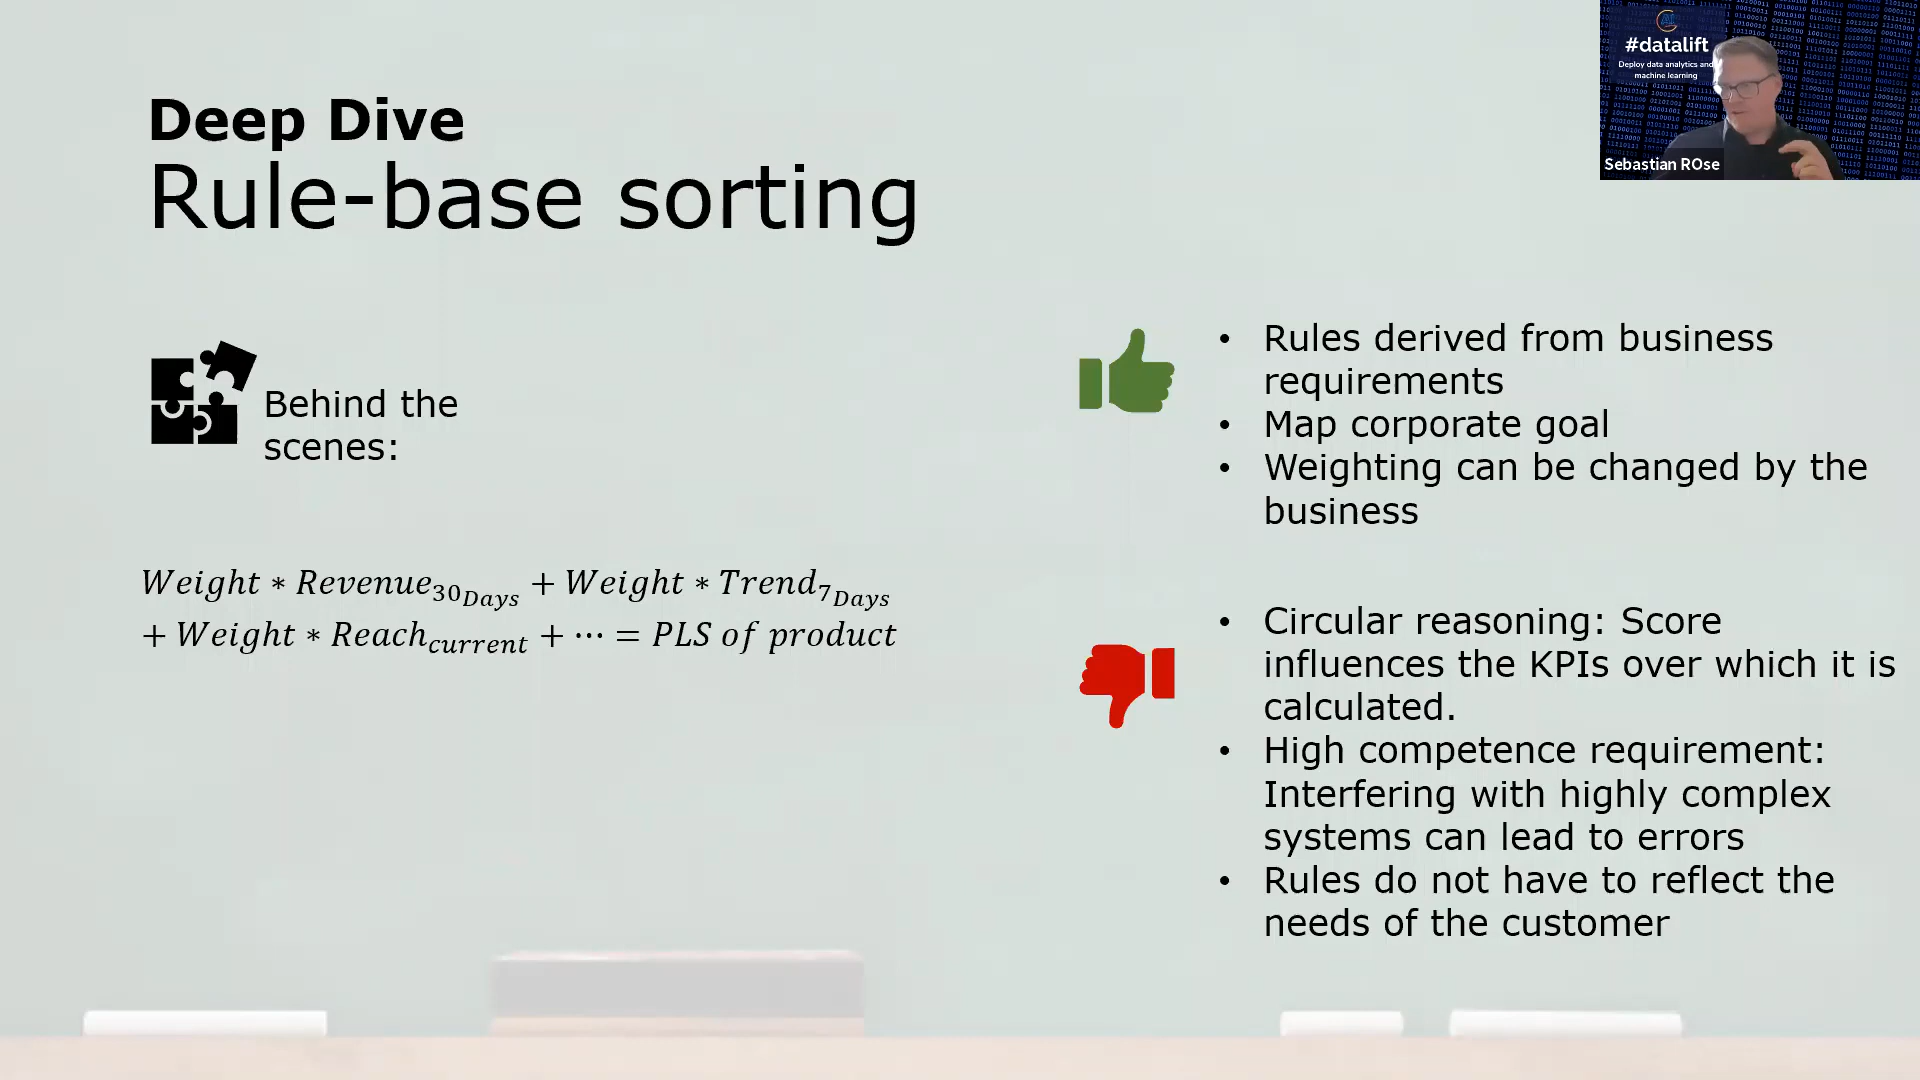 #datalift
Deploy data analytics and
machine learning
Sebastian ROse
Deep Dive
Rule-base sorting
Behind the
scenes:
Weight ∗ Revenue₃₀Days + Weight ∗ Trend₇Days
+ Weight ∗ Reachcurrent + ⋯ = PLS of product
• Rules derived from business
requirements
• Map corporate goal
• Weighting can be changed by the
business
• Circular reasoning: Score
influences the KPIs over which it is
calculated.
• High competence requirement:
Interfering with highly complex
systems can lead to errors
• Rules do not have to reflect the
needs of the customer